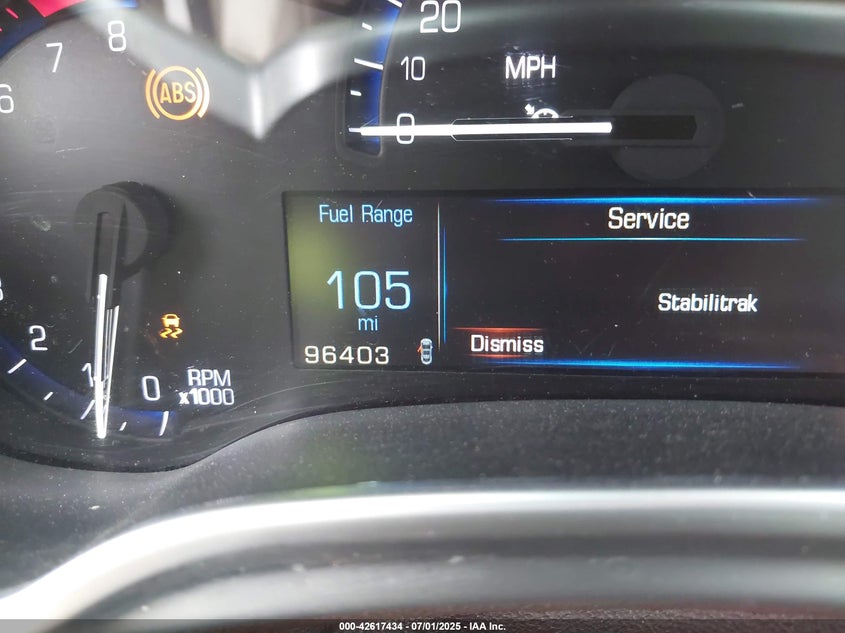 20
8
7
10
MPH
6
ABS
0
Fuel Range
Service
105
Stabilitrak
mi
2
Dismiss
96403
1
0
RPM
x1000
000-42617434 / 07/01/2025 - IAA Inc.